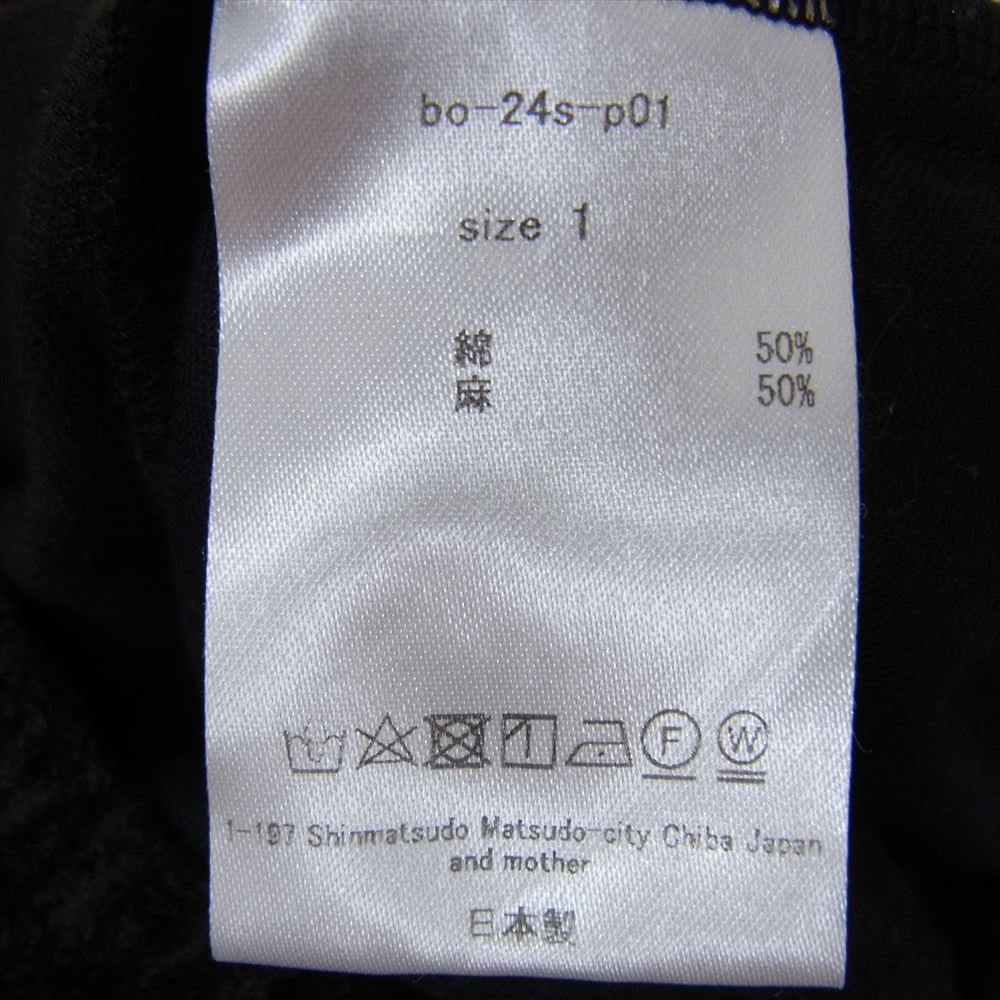 bo-24s-p01
size 1
綿 50%
麻 50%
F W
1-197 Shinmatsudo Matsudo-city Chiba Japan
and mother
日本製